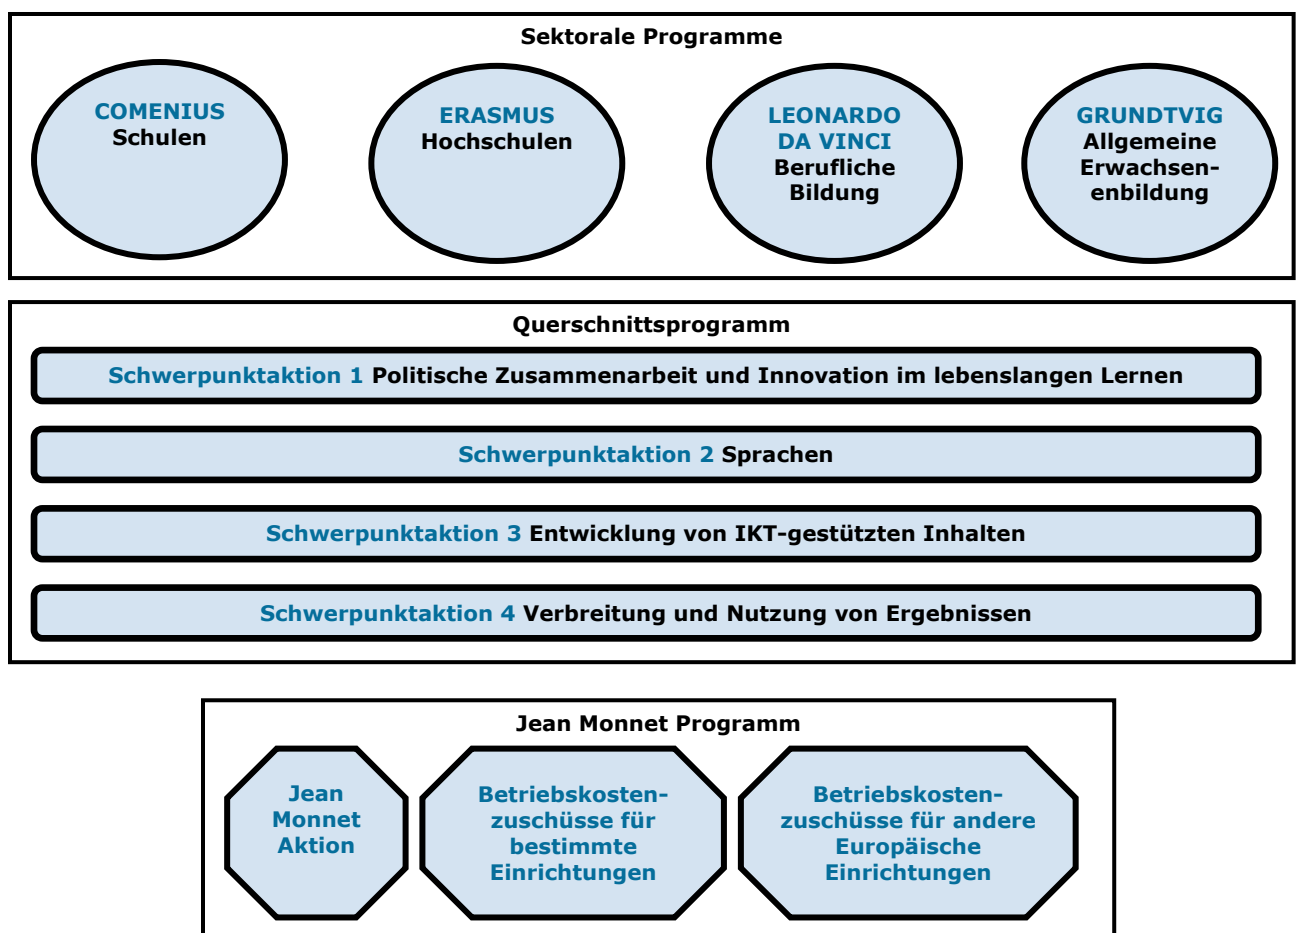 Sektorale Programme
COMENIUS
Schulen
ERASMUS
Hochschulen
LEONARDO
DA VINCI
Berufliche
Bildung
GRUNDTVIG
Allgemeine
Erwachsen-
enbildung
Querschnittsprogramm
Schwerpunktaktion 1 Politische Zusammenarbeit und Innovation im lebenslangen Lernen
Schwerpunktaktion 2 Sprachen
Schwerpunktaktion 3 Entwicklung von IKT-gestützten Inhalten
Schwerpunktaktion 4 Verbreitung und Nutzung von Ergebnissen
Jean Monnet Programm
Jean
Monnet
Aktion
Betriebskosten-
zuschüsse für
bestimmte
Einrichtungen
Betriebskosten-
zuschüsse für andere
Europäische
Einrichtungen